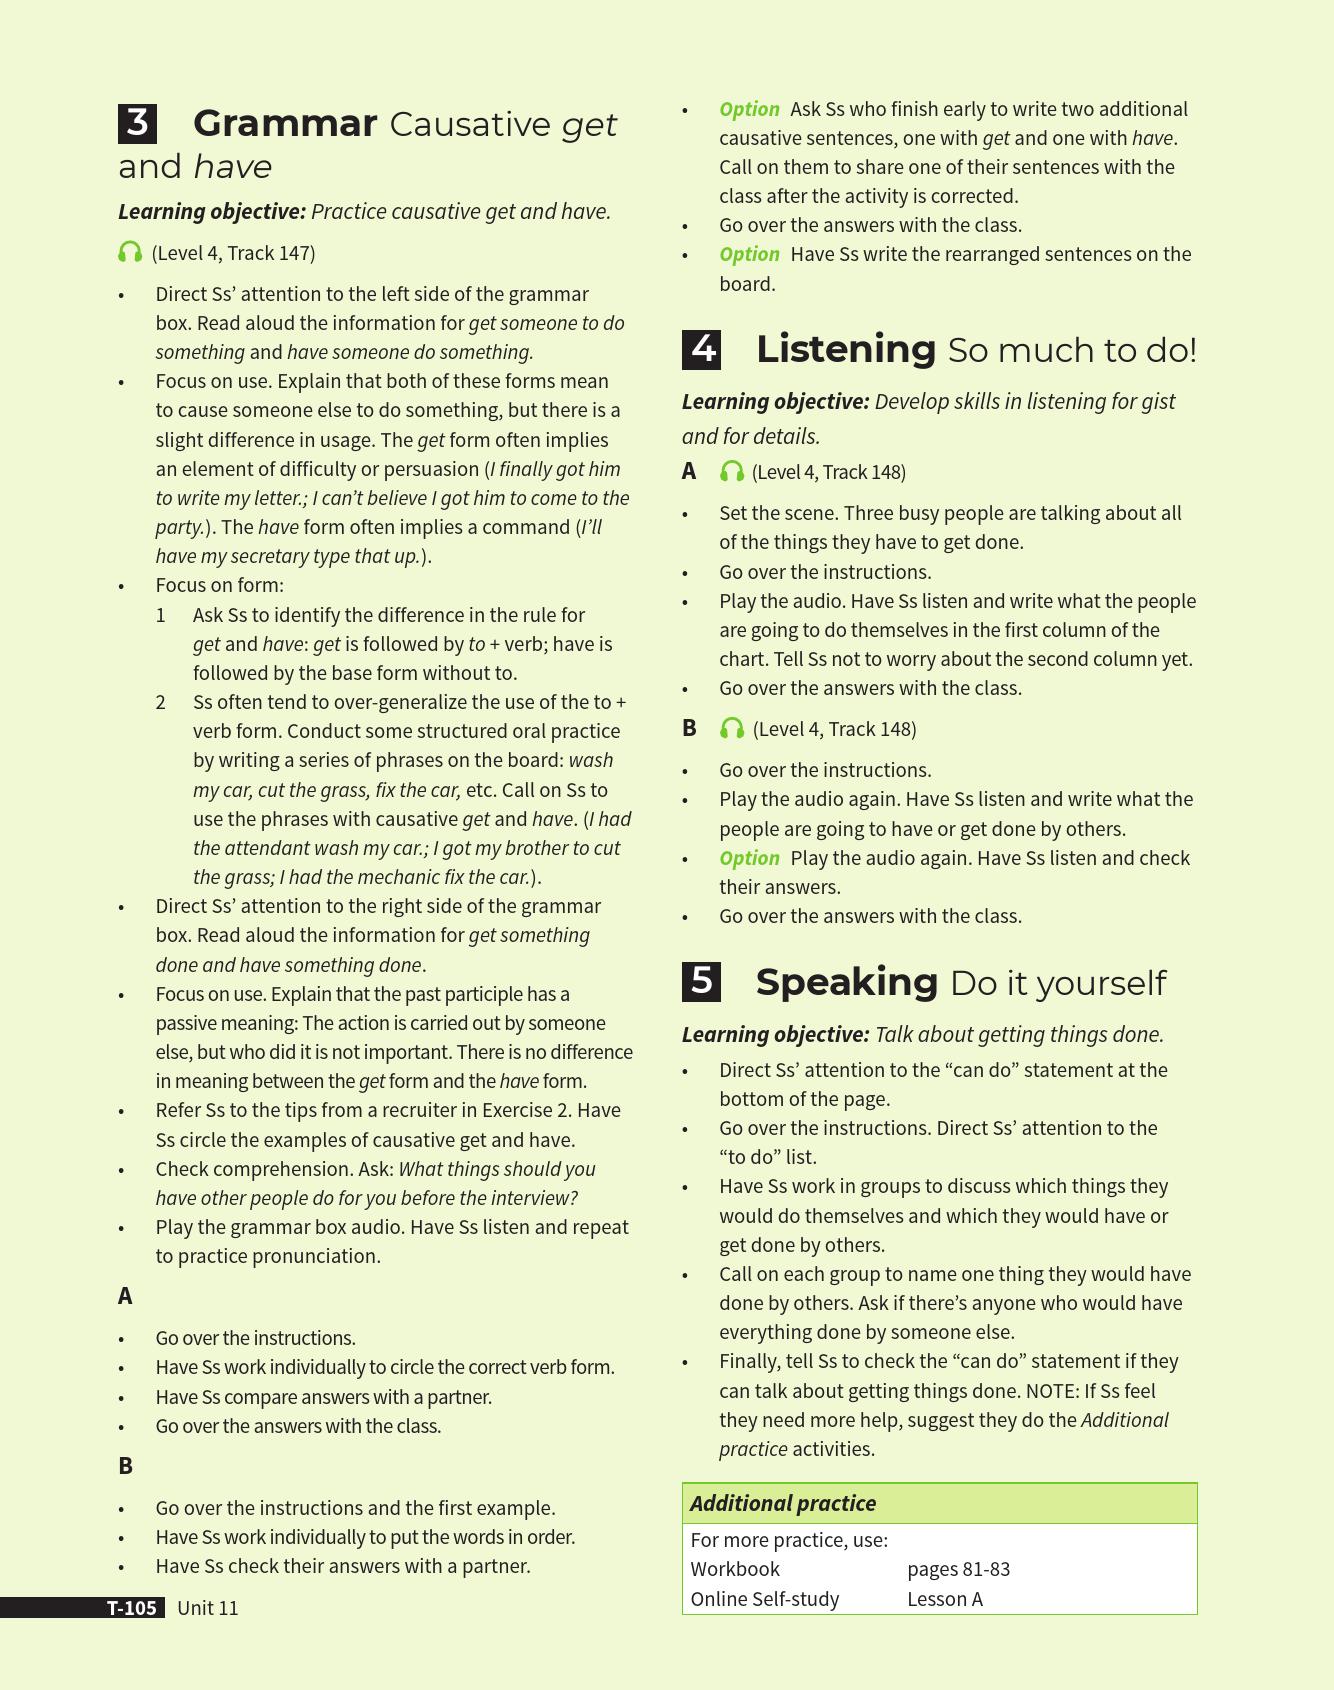 3 Grammar Causative get
and have
Learning objective: Practice causative get and have.
(Level 4, Track 147)
• Direct Ss’ attention to the left side of the grammar
box. Read aloud the information for get someone to do
something and have someone do something.
• Focus on use. Explain that both of these forms mean
to cause someone else to do something, but there is a
slight difference in usage. The get form often implies
an element of difficulty or persuasion (I finally got him
to write my letter.; I can’t believe I got him to come to the
party.). The have form often implies a command (I’ll
have my secretary type that up.).
• Focus on form:
1 Ask Ss to identify the difference in the rule for
get and have: get is followed by to + verb; have is
followed by the base form without to.
2 Ss often tend to over-generalize the use of the to +
verb form. Conduct some structured oral practice
by writing a series of phrases on the board: wash
my car, cut the grass, fix the car, etc. Call on Ss to
use the phrases with causative get and have. (I had
the attendant wash my car.; I got my brother to cut
the grass; I had the mechanic fix the car.).
• Direct Ss’ attention to the right side of the grammar
box. Read aloud the information for get something
done and have something done.
• Focus on use. Explain that the past participle has a
passive meaning: The action is carried out by someone
else, but who did it is not important. There is no difference
in meaning between the get form and the have form.
• Refer Ss to the tips from a recruiter in Exercise 2. Have
Ss circle the examples of causative get and have.
• Check comprehension. Ask: What things should you
have other people do for you before the interview?
• Play the grammar box audio. Have Ss listen and repeat
to practice pronunciation.
A
• Go over the instructions.
• Have Ss work individually to circle the correct verb form.
• Have Ss compare answers with a partner.
• Go over the answers with the class.
B
• Go over the instructions and the first example.
• Have Ss work individually to put the words in order.
• Have Ss check their answers with a partner.
• Option Ask Ss who finish early to write two additional
causative sentences, one with get and one with have.
Call on them to share one of their sentences with the
class after the activity is corrected.
• Go over the answers with the class.
• Option Have Ss write the rearranged sentences on the
board.
4 Listening So much to do!
Learning objective: Develop skills in listening for gist
and for details.
A (Level 4, Track 148)
• Set the scene. Three busy people are talking about all
of the things they have to get done.
• Go over the instructions.
• Play the audio. Have Ss listen and write what the people
are going to do themselves in the first column of the
chart. Tell Ss not to worry about the second column yet.
• Go over the answers with the class.
B (Level 4, Track 148)
• Go over the instructions.
• Play the audio again. Have Ss listen and write what the
people are going to have or get done by others.
• Option Play the audio again. Have Ss listen and check
their answers.
• Go over the answers with the class.
5 Speaking Do it yourself
Learning objective: Talk about getting things done.
• Direct Ss’ attention to the “can do” statement at the
bottom of the page.
• Go over the instructions. Direct Ss’ attention to the
“to do” list.
• Have Ss work in groups to discuss which things they
would do themselves and which they would have or
get done by others.
• Call on each group to name one thing they would have
done by others. Ask if there’s anyone who would have
everything done by someone else.
• Finally, tell Ss to check the “can do” statement if they
can talk about getting things done. NOTE: If Ss feel
they need more help, suggest they do the Additional
practice activities.
Additional practice
For more practice, use:
Workbook pages 81-83
Online Self-study Lesson A
T-105 Unit 11